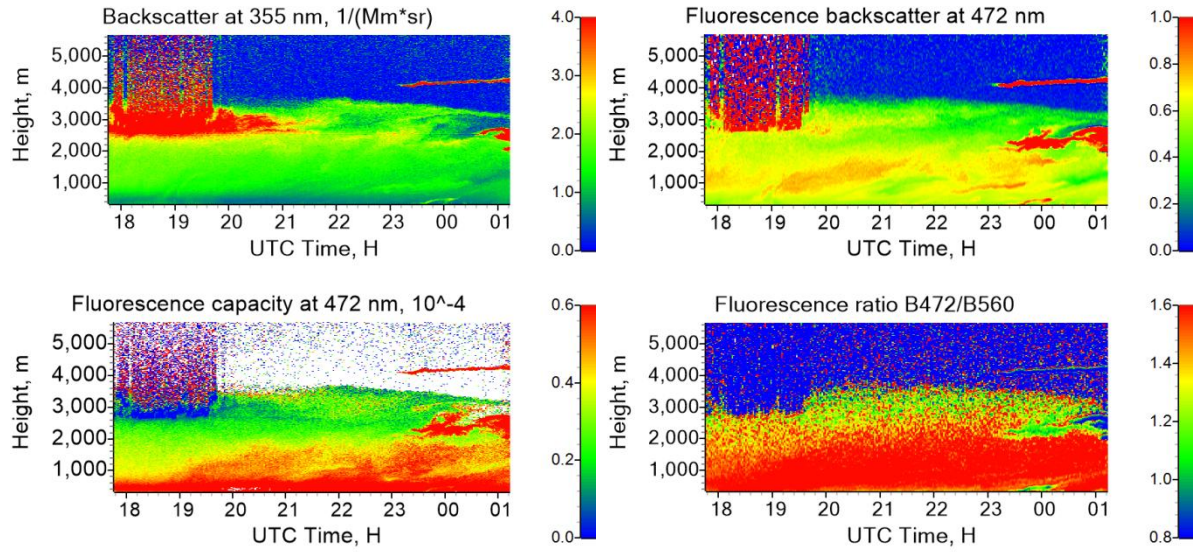 Backscatter at 355 nm, 1/(Mm*sr)
5,000
4,000
3,000
2,000
1,000
Height, m
18 19 20 21 22 23 00 01
UTC Time, H
4.0
3.0
2.0
1.0
0.0
Fluorescence backscatter at 472 nm
5,000
4,000
3,000
2,000
1,000
Height, m
18 19 20 21 22 23 00 01
UTC Time, H
1.0
0.8
0.6
0.4
0.2
0.0
Fluorescence capacity at 472 nm, 10^-4
5,000
4,000
3,000
2,000
1,000
Height, m
18 19 20 21 22 23 00 01
UTC Time, H
0.6
0.4
0.2
0.0
Fluorescence ratio B472/B560
5,000
4,000
3,000
2,000
1,000
Height, m
18 19 20 21 22 23 00 01
UTC Time, H
1.6
1.4
1.2
1.0
0.8